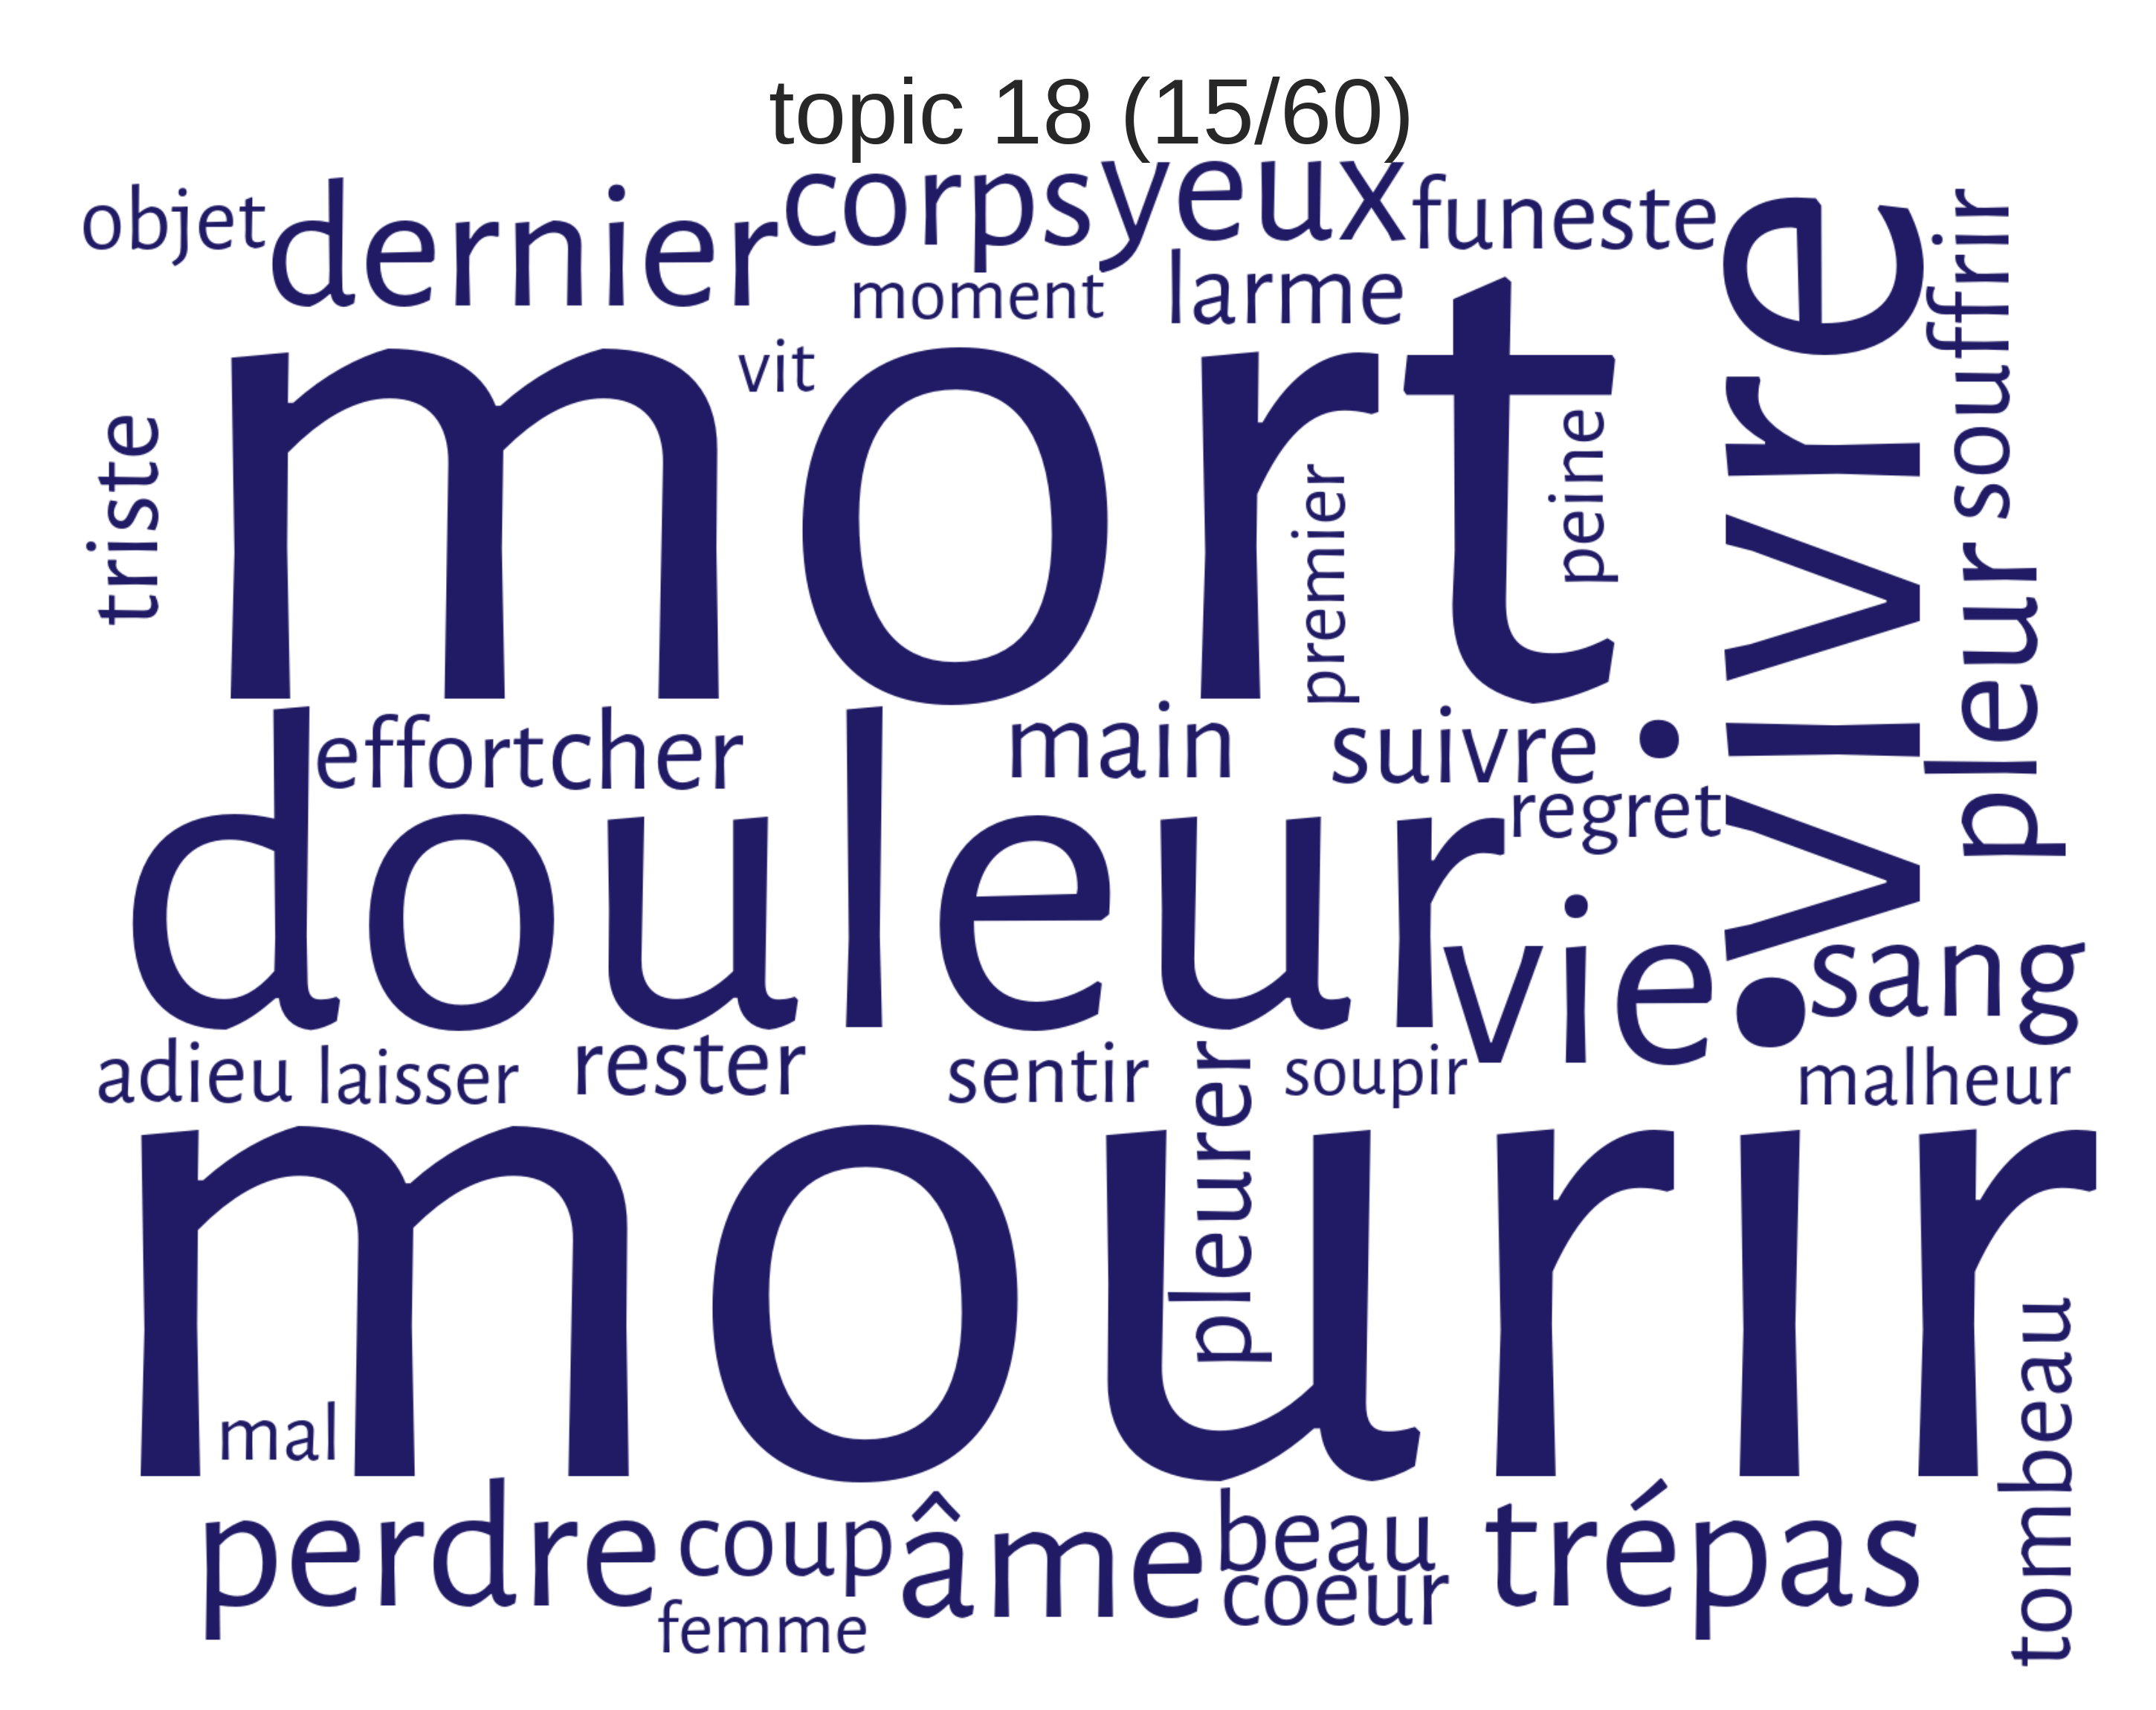 topic 18 (15/60)
objet dernier corps yeux funeste
moment larme
vit
mort
triste
premier
peine
vivre
souffrir
pleur
effort cher main suivre
regret
douleur
vie sang
adieu laisser rester sentir soupir malheur
pleurer
mourir
mal
tombeau
perdre coup âme beau trépas
coeur
femme